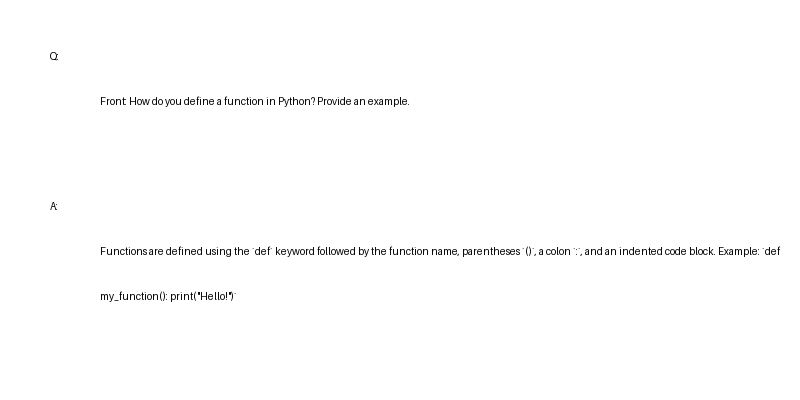 Q:
Front: How do you define a function in Python? Provide an example.
A:
Functions are defined using the `def` keyword followed by the function name, parentheses `()`, a colon `:`, and an indented code block. Example: `def
my_function(): print("Hello!")`